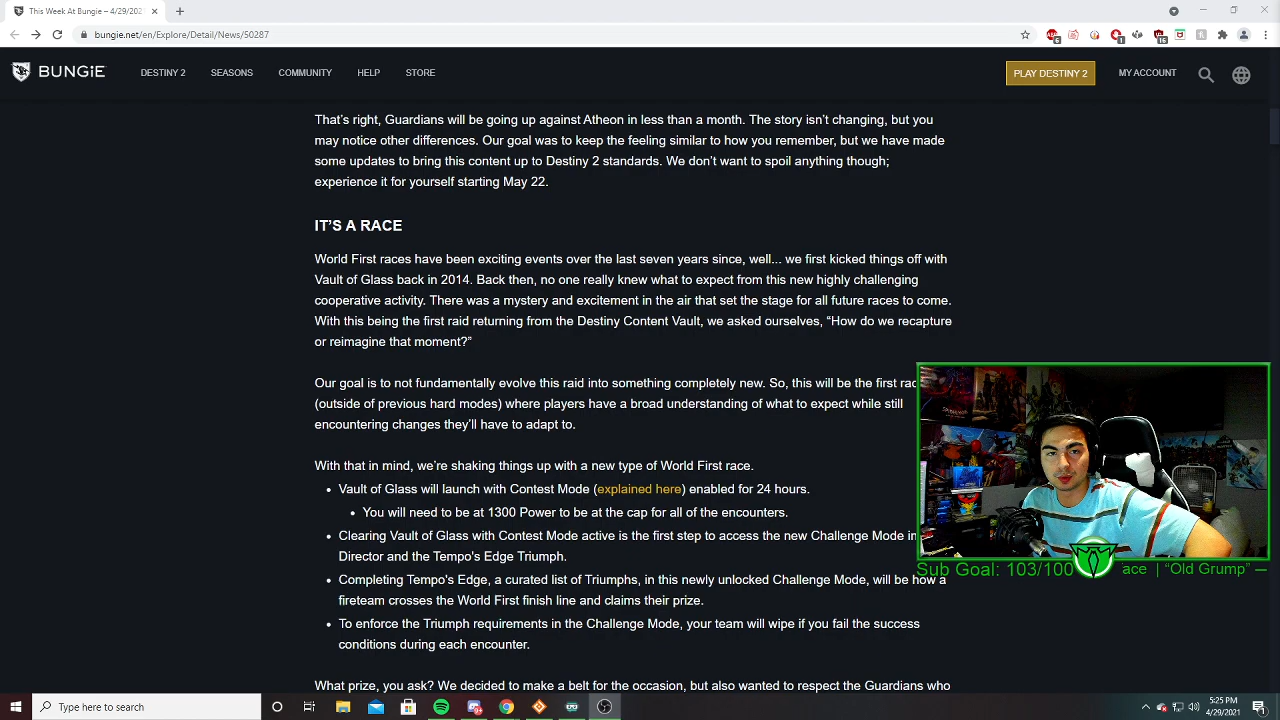 This Week At Bungie – 4/29/202
bungie.net/en/Explore/Detail/News/50287
BUNGiE
DESTINY 2
SEASONS
COMMUNITY
HELP
STORE
PLAY DESTINY 2
MY ACCOUNT
That’s right, Guardians will be going up against Atheon in less than a month. The story isn’t changing, but you
may notice other differences. Our goal was to keep the feeling similar to how you remember, but we have made
some updates to bring this content up to Destiny 2 standards. We don’t want to spoil anything though;
experience it for yourself starting May 22.
IT’S A RACE
World First races have been exciting events over the last seven years since, well... we first kicked things off with
Vault of Glass back in 2014. Back then, no one really knew what to expect from this new highly challenging
cooperative activity. There was a mystery and excitement in the air that set the stage for all future races to come.
With this being the first raid returning from the Destiny Content Vault, we asked ourselves, “How do we recapture
or reimagine that moment?”
Our goal is to not fundamentally evolve this raid into something completely new. So, this will be the first rac
(outside of previous hard modes) where players have a broad understanding of what to expect while still
encountering changes they’ll have to adapt to.
With that in mind, we’re shaking things up with a new type of World First race.
Vault of Glass will launch with Contest Mode (explained here) enabled for 24 hours.
You will need to be at 1300 Power to be at the cap for all of the encounters.
Clearing Vault of Glass with Contest Mode active is the first step to access the new Challenge Mode in
Director and the Tempo's Edge Triumph.
Completing Tempo's Edge, a curated list of Triumphs, in this newly unlocked Challenge Mode, will be how a
fireteam crosses the World First finish line and claims their prize.
To enforce the Triumph requirements in the Challenge Mode, your team will wipe if you fail the success
conditions during each encounter.
What prize, you ask? We decided to make a belt for the occasion, but also wanted to respect the Guardians who
Sub Goal: 103/100
ace | “Old Grump” —
Type here to search
5:25 PM
4/29/2021